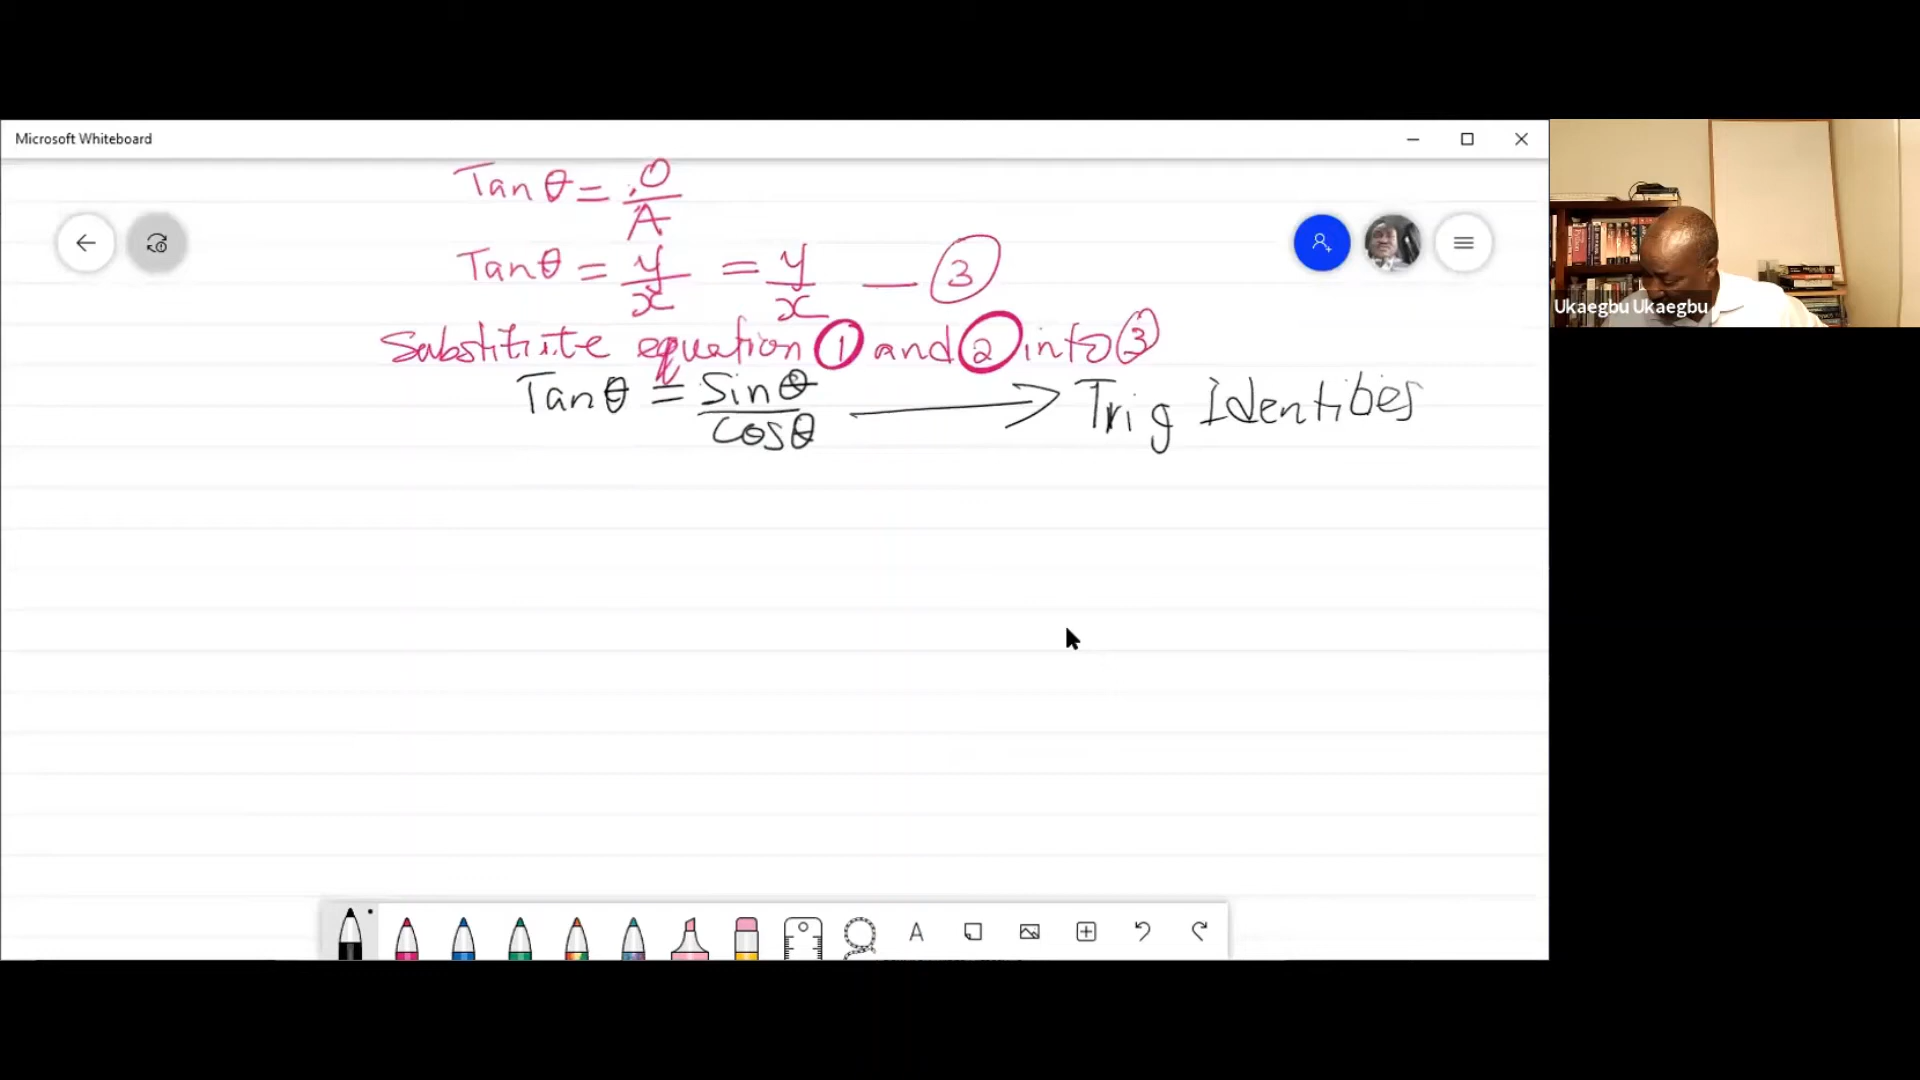 Microsoft Whiteboard
Tan θ = O/A
Tan θ = y/x = y/x — ③
Substitute equation ① and ② into ③
Tan θ = Sin θ/Cos θ → Trig Identities
Ukaegbu Ukaegbu
A